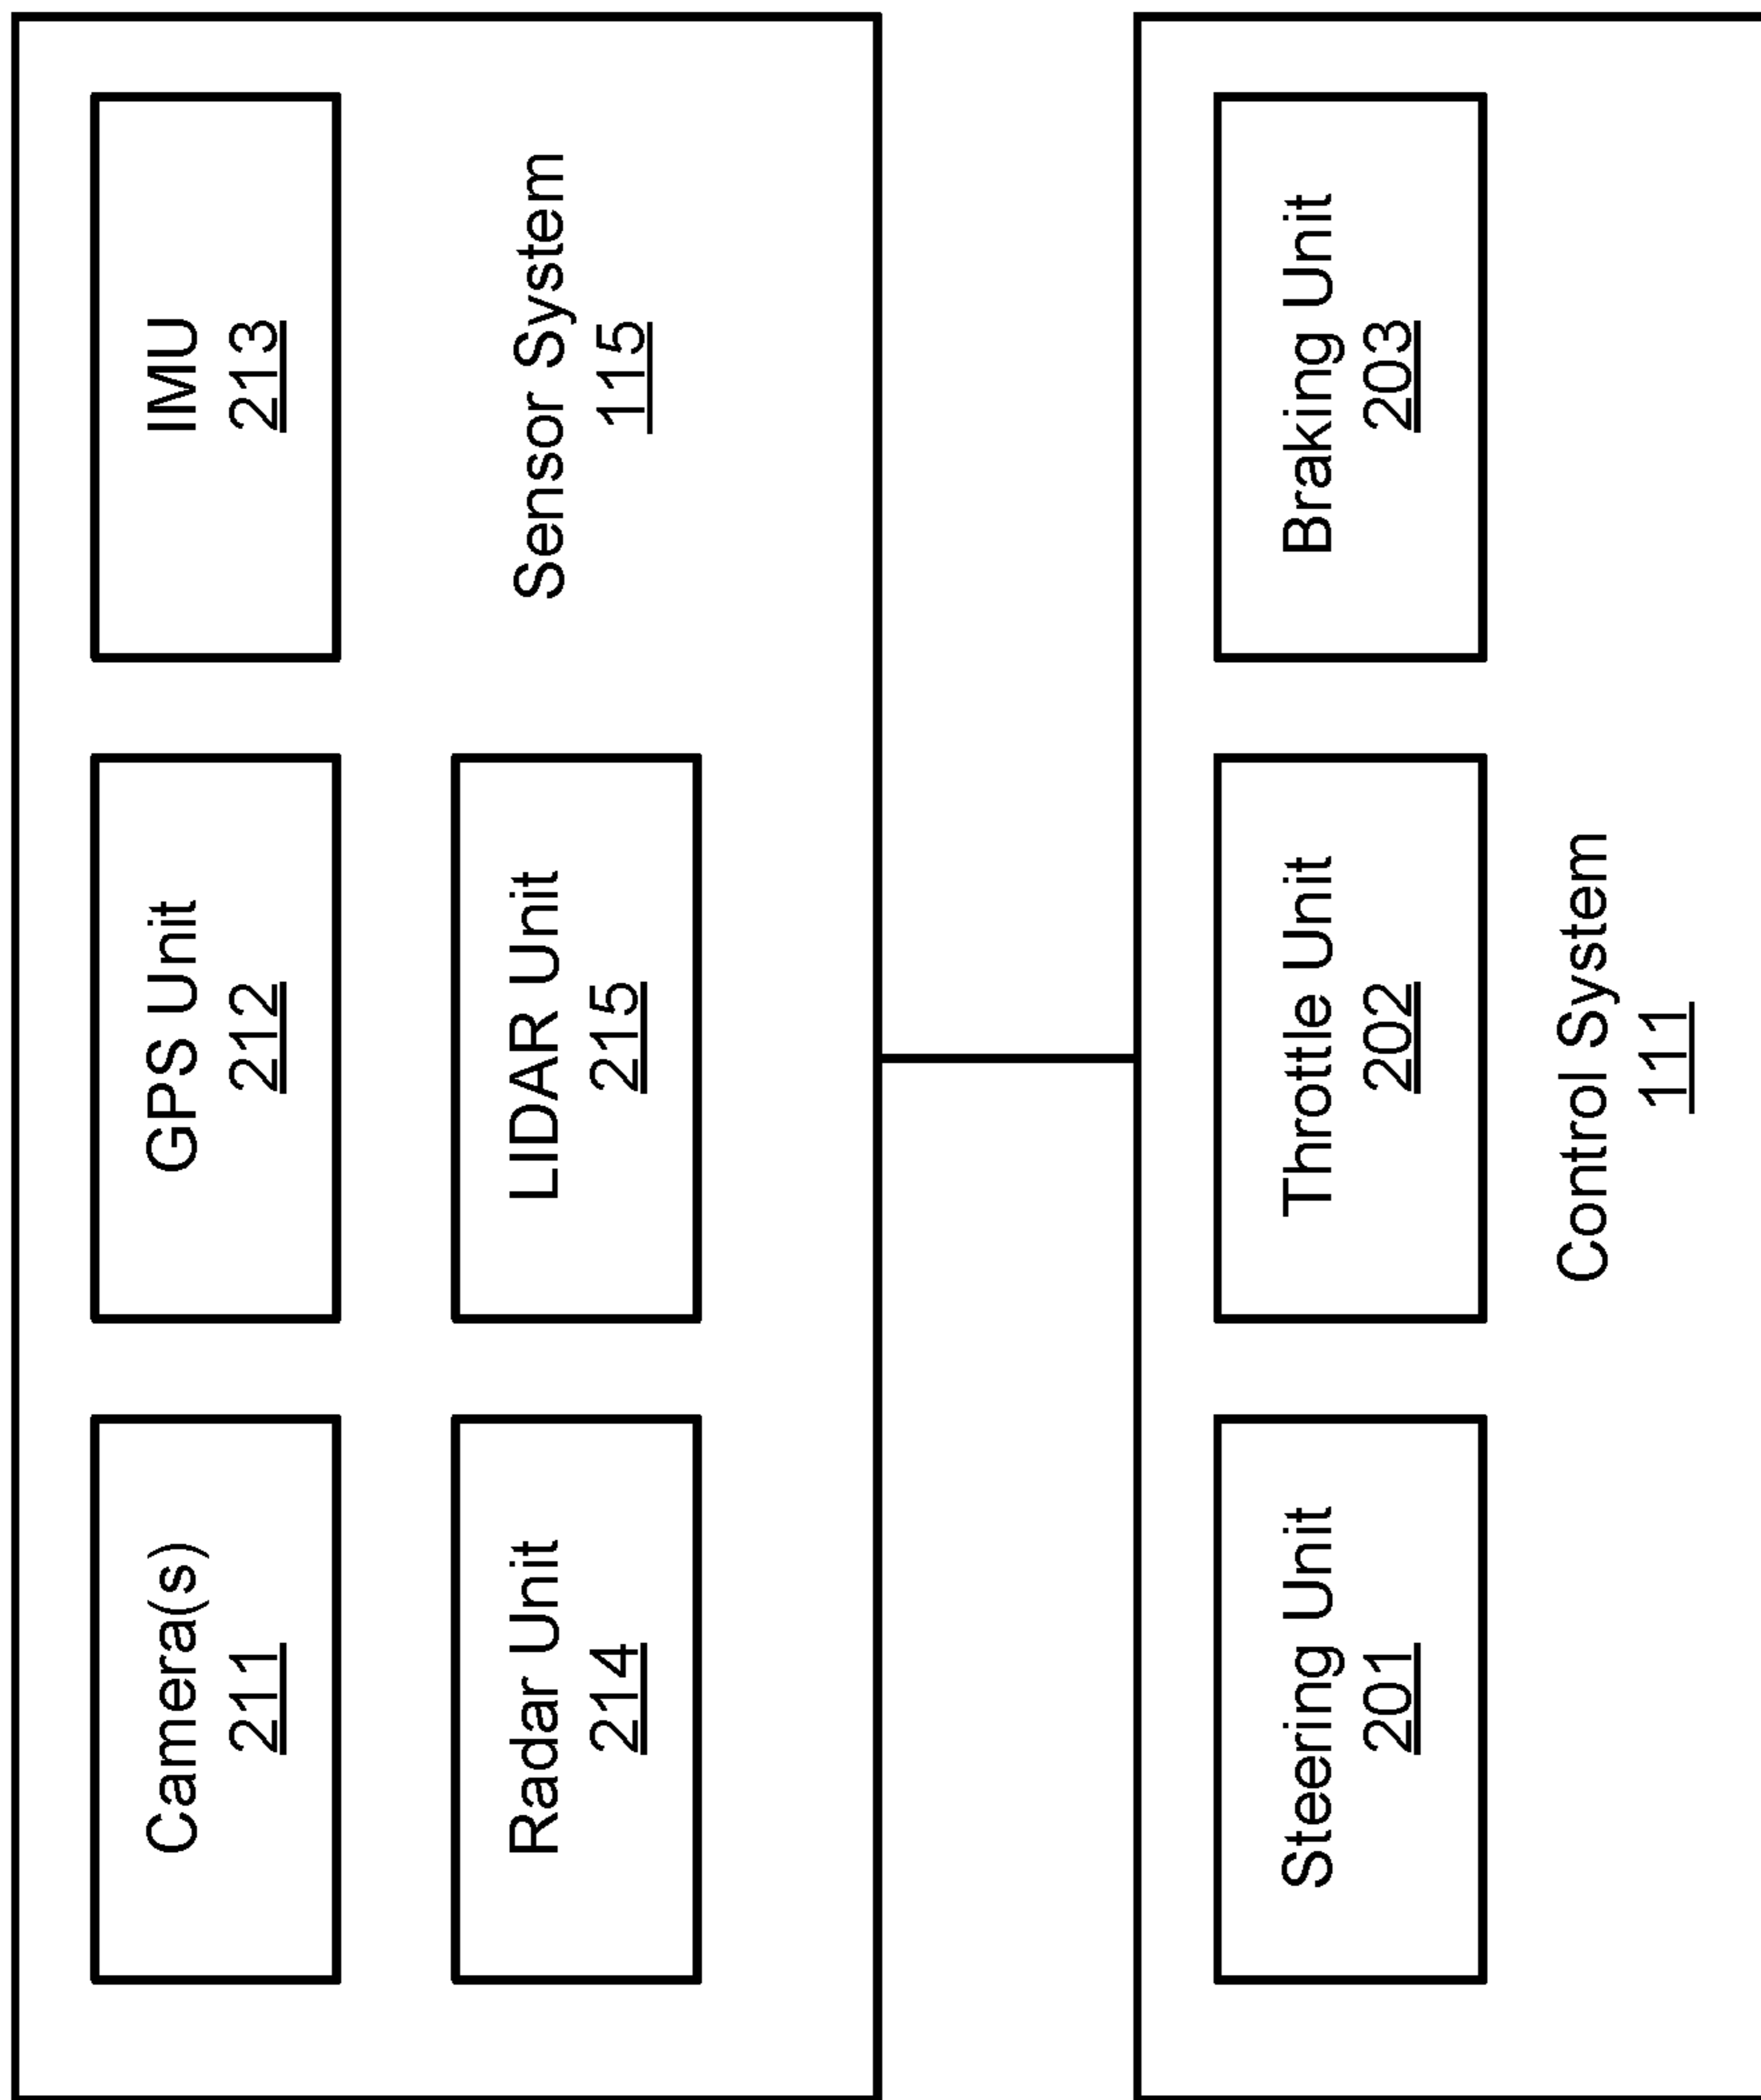 Camera(s)
211
GPS Unit
212
IMU
213
Radar Unit
214
LIDAR Unit
215
Sensor System
115
Steering Unit
201
Throttle Unit
202
Braking Unit
203
Control System
111